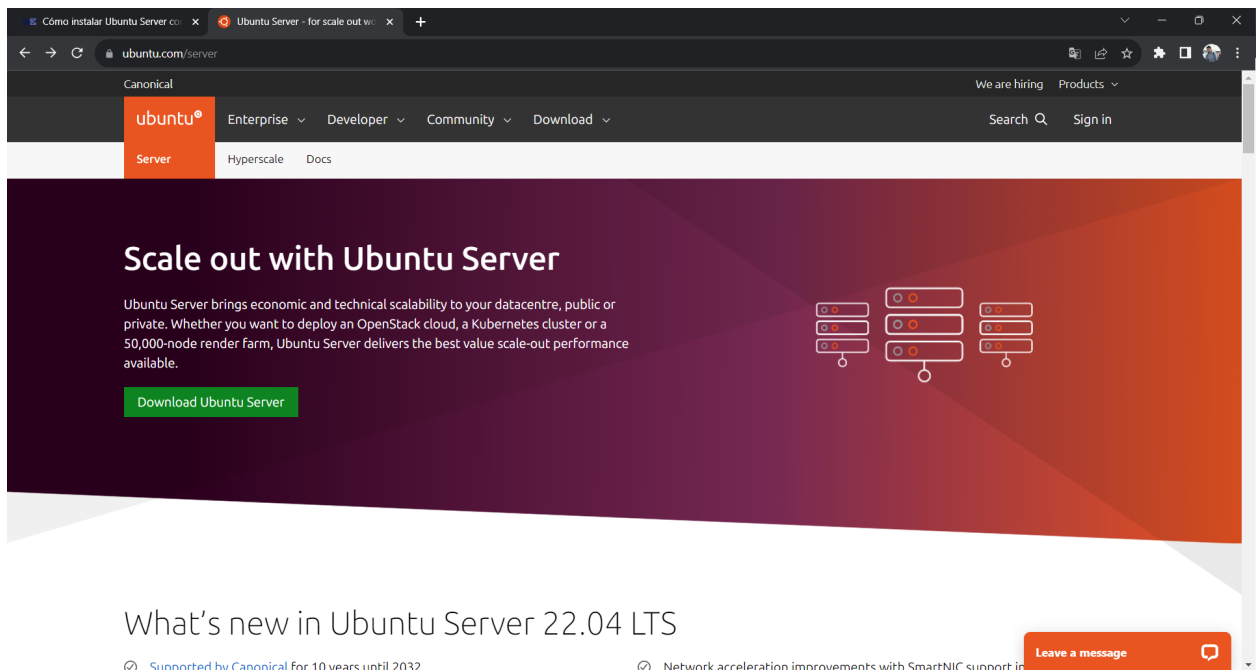 Cómo instalar Ubuntu Server co
Ubuntu Server - for scale out wo
ubuntu.com/server
Canonical
We are hiring Products
ubuntu
Enterprise Developer Community Download
Search Sign in
Server Hyperscale Docs
Scale out with Ubuntu Server
Ubuntu Server brings economic and technical scalability to your datacentre, public or
private. Whether you want to deploy an OpenStack cloud, a Kubernetes cluster or a
50,000-node render farm, Ubuntu Server delivers the best value scale-out performance
available.
Download Ubuntu Server
What's new in Ubuntu Server 22.04 LTS
Supported by Canonical for 10 years until 2032
Network acceleration improvements with SmartNIC support in
Leave a message